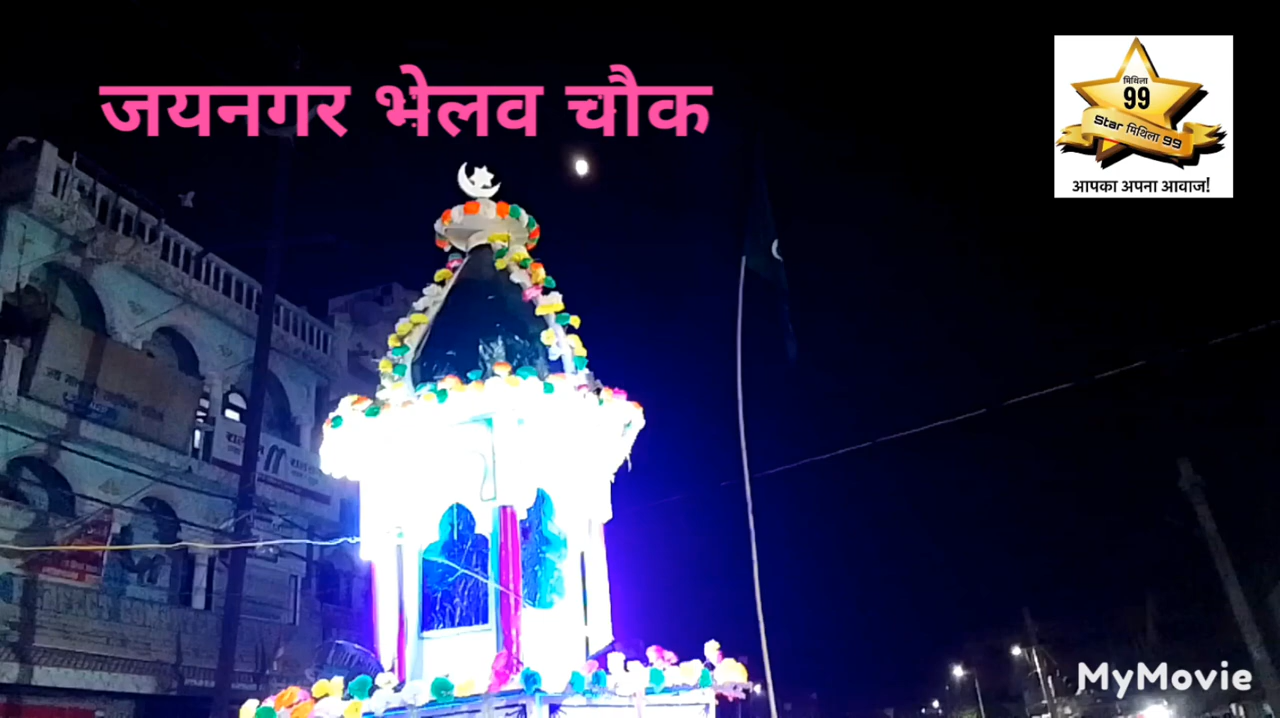 जयनगर भेलव चौक
मिथिला
99
Star मिथिला 99
आपका अपना आवाज!
MyMovie